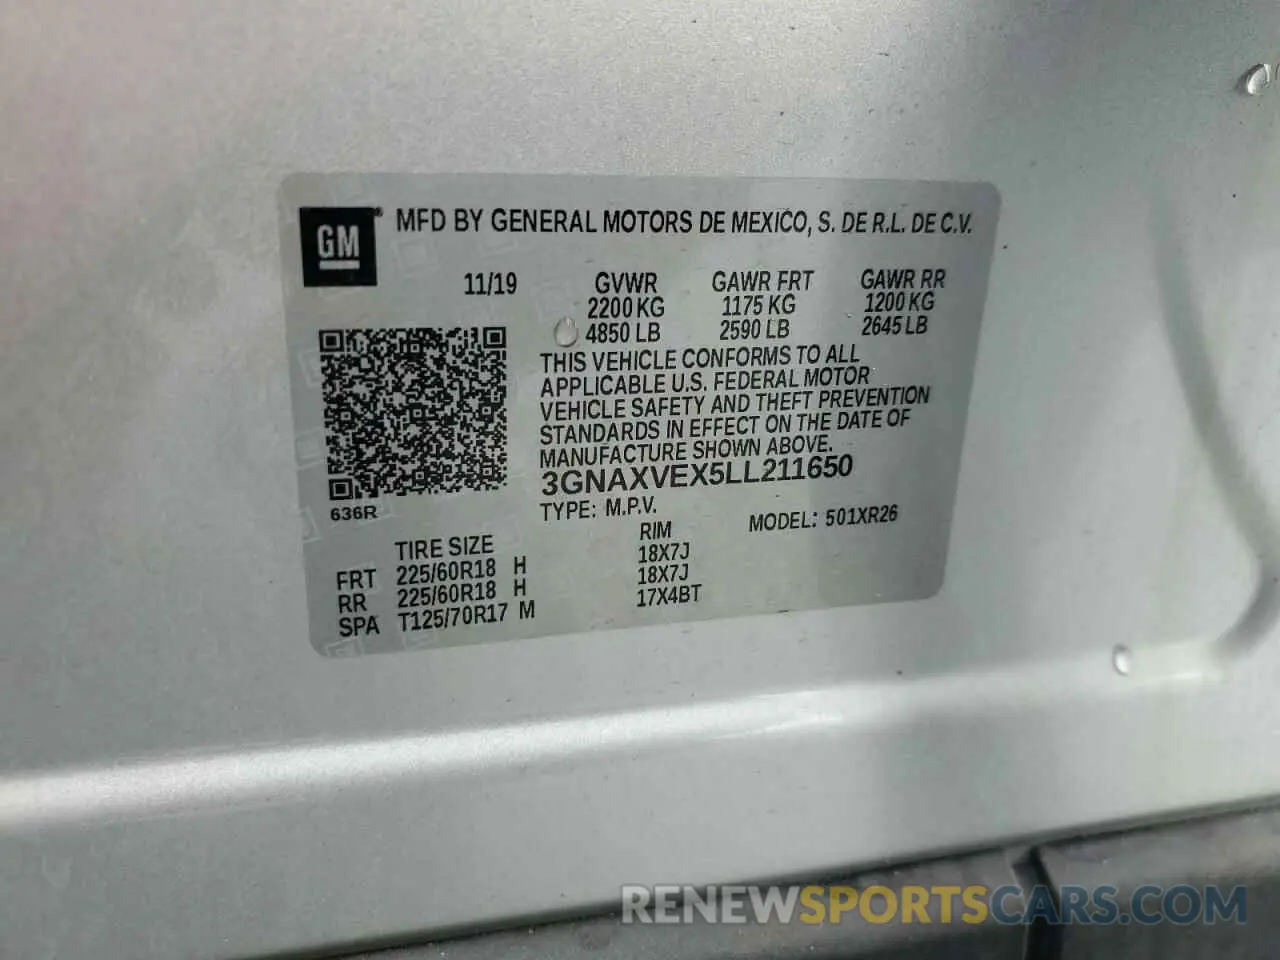 GM ® MFD BY GENERAL MOTORS DE MEXICO, S. DE R.L. DE C.V.
11/19 GVWR GAWR FRT GAWR RR
2200 KG 1175 KG 1200 KG
4850 LB 2590 LB 2645 LB
THIS VEHICLE CONFORMS TO ALL
APPLICABLE U.S. FEDERAL MOTOR
VEHICLE SAFETY AND THEFT PREVENTION
STANDARDS IN EFFECT ON THE DATE OF
MANUFACTURE SHOWN ABOVE.
3GNAXVEX5LL211650
636R
TYPE: M.P.V. MODEL: 501XR26
TIRE SIZE RIM
FRT 225/60R18 H 18X7J
RR 225/60R18 H 18X7J
SPA T125/70R17 M 17X4BT
RENEWSPORTSCARS.COM